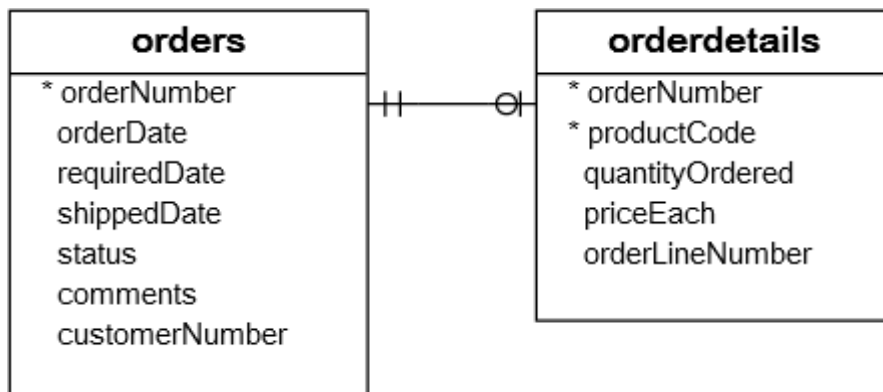 orders
* orderNumber
orderDate
requiredDate
shippedDate
status
comments
customerNumber
orderdetails
* orderNumber
* productCode
quantityOrdered
priceEach
orderLineNumber